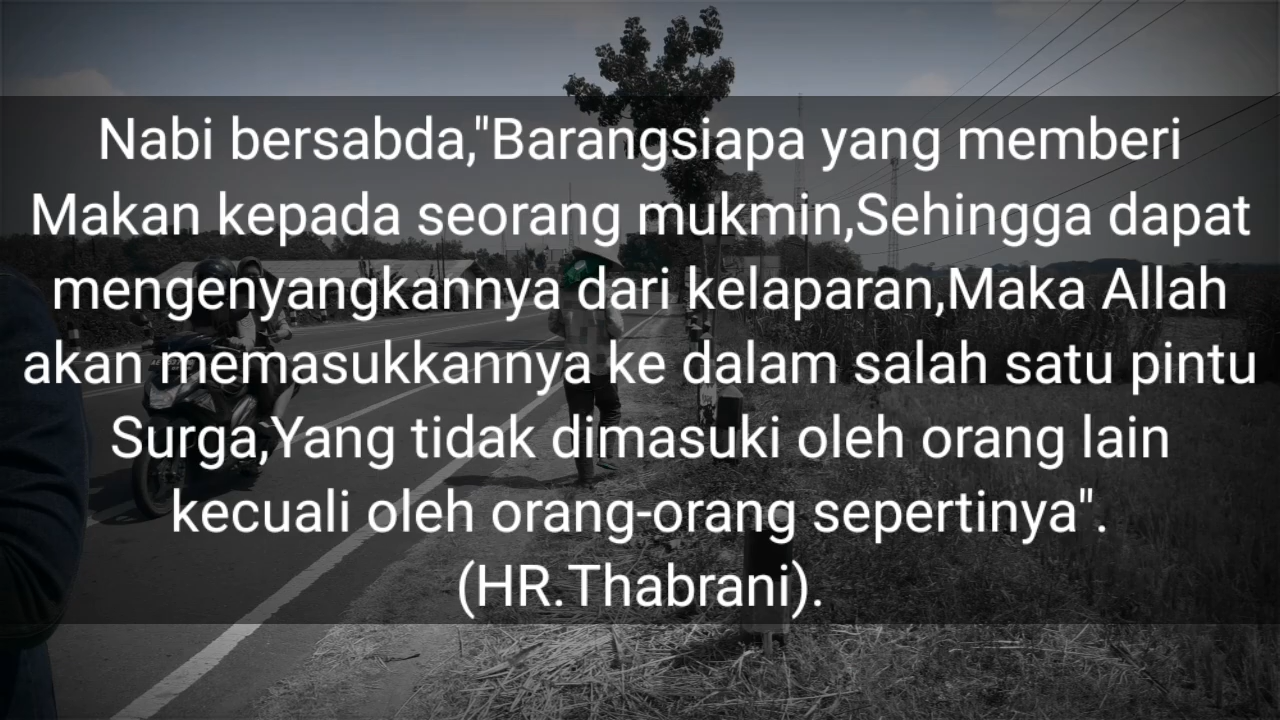 Nabi bersabda,"Barangsiapa yang memberi
Makan kepada seorang mukmin,Sehingga dapat
mengenyangkannya dari kelaparan,Maka Allah
akan memasukkannya ke dalam salah satu pintu
Surga,Yang tidak dimasuki oleh orang lain
kecuali oleh orang-orang sepertinya".
(HR.Thabrani).